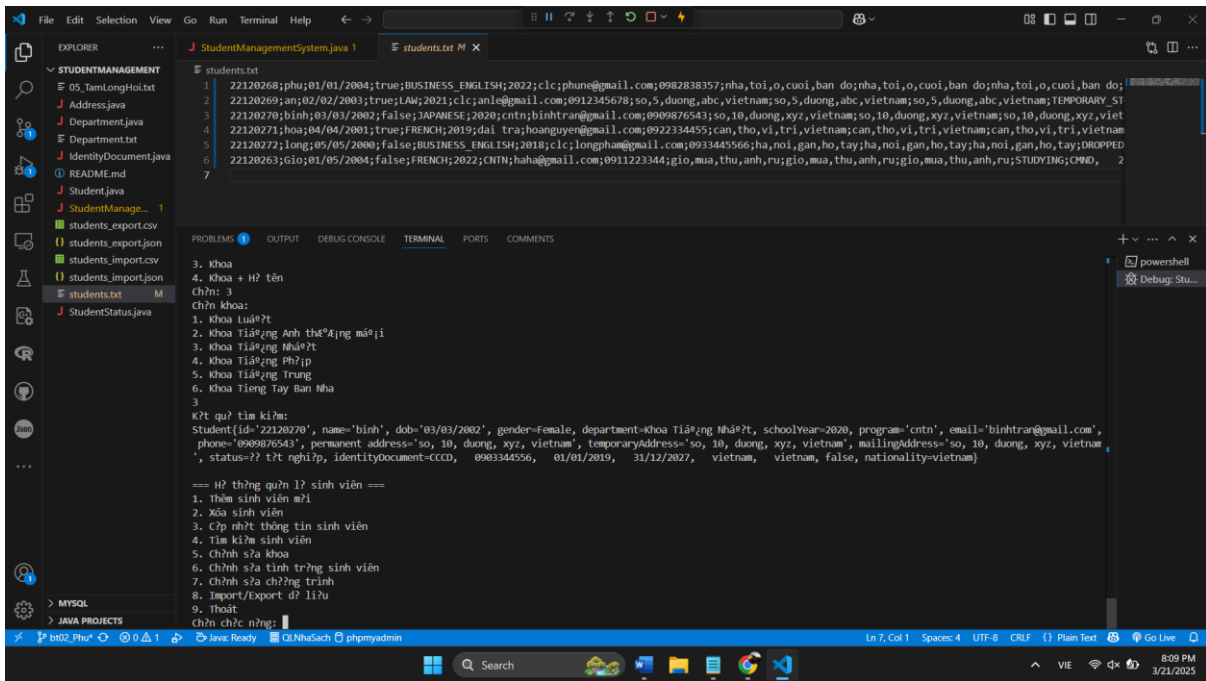 File Edit Selection View Go Run Terminal Help
EXPLORER
StudentManagementSystem.java 1
students.txt M
STUDENTMANAGEMENT
05_TamLongHoi.txt
Address.java
Department.java
Department.txt
IdentityDocument.java
README.md
Student.java
StudentManage... 1
students_export.csv
students_export.json
students_import.csv
students_import.json
students.txt M
StudentStatus.java
MYSQL
JAVA PROJECTS
students.txt
1 22120268;phu;01/01/2004;true;BUSINESS_ENGLISH;2022;clc;phune@gmail.com;0982838357;nha,toi,o,cuoi,ban do;nha,toi,o,cuoi,ban do;nha,toi,o,cuoi,ban do;
2 22120269;an;02/02/2003;true;LAW;2021;clc;anle@gmail.com;0912345678;so,5,duong,abc,vietnam;so,5,duong,abc,vietnam;so,5,duong,abc,vietnam;TEMPORARY_ST
3 22120270;binh;03/03/2002;false;JAPANESE;2020;cntn;binhtran@gmail.com;0909876543;so,10,duong,xyz,vietnam;so,10,duong,xyz,vietnam;so,10,duong,xyz,viet
4 22120271;hoa;04/04/2001;true;FRENCH;2019;dai tra;hoanguyen@gmail.com;0922334455;can,tho,vi,tri,vietnam;can,tho,vi,tri,vietnam;can,tho,vi,tri,vietnam
5 22120272;long;05/05/2000;false;BUSINESS_ENGLISH;2018;clc;longpham@gmail.com;0933445566;ha,noi,gan,ho,tay;ha,noi,gan,ho,tay;ha,noi,gan,ho,tay;DROPPED
6 22120263;Gio;01/05/2004;false;FRENCH;2022;CNTN;haha@gmail.com;0911223344;gio,mua,thu,anh,ru;gio,mua,thu,anh,ru;gio,mua,thu,anh,ru;STUDYING;CMND, 2
7
PROBLEMS 1 OUTPUT DEBUG CONSOLE TERMINAL PORTS COMMENTS
powershell
Debug: Stu...
3. Khoa
4. Khoa + H? tên
Ch?n: 3
Ch?n khoa:
1. Khoa Luáº?t
2. Khoa Tiáº¿ng Anh thÆ°Æ¡ng máº¡i
3. Khoa Tiáº¿ng Nháº?t
4. Khoa Tiáº¿ng Ph?¡p
5. Khoa Tiáº¿ng Trung
6. Khoa Tieng Tay Ban Nha
3
K?t qu? tìm ki?m:
Student{id='22120270', name='binh', dob='03/03/2002', gender=Female, department=Khoa Tiáº¿ng Nháº?t, schoolYear=2020, program='cntn', email='binhtran@gmail.com',
phone='0909876543', permanent address='so, 10, duong, xyz, vietnam', temporaryAddress='so, 10, duong, xyz, vietnam', mailingAddress='so, 10, duong, xyz, vietnam
', status=?? t?t nghi?p, identityDocument=CCCD, 0903344556, 01/01/2019, 31/12/2027, vietnam, vietnam, false, nationality=vietnam}
=== H? th?ng qu?n l? sinh viên ===
1. Thêm sinh viên m?i
2. Xóa sinh viên
3. C?p nh?t thông tin sinh viên
4. Tìm ki?m sinh viên
5. Ch?nh s?a khoa
6. Ch?nh s?a tình tr?ng sinh viên
7. Ch?nh s?a ch??ng trình
8. Import/Export d? li?u
9. Thoát
Ch?n ch?c n?ng:
bt02_Phu* 0 1 Java: Ready QLNhaSach phpmyadmin
Ln 7, Col 1 Spaces: 4 UTF-8 CRLF {} Plain Text Go Live
Search
VIE
8:09 PM
3/21/2025